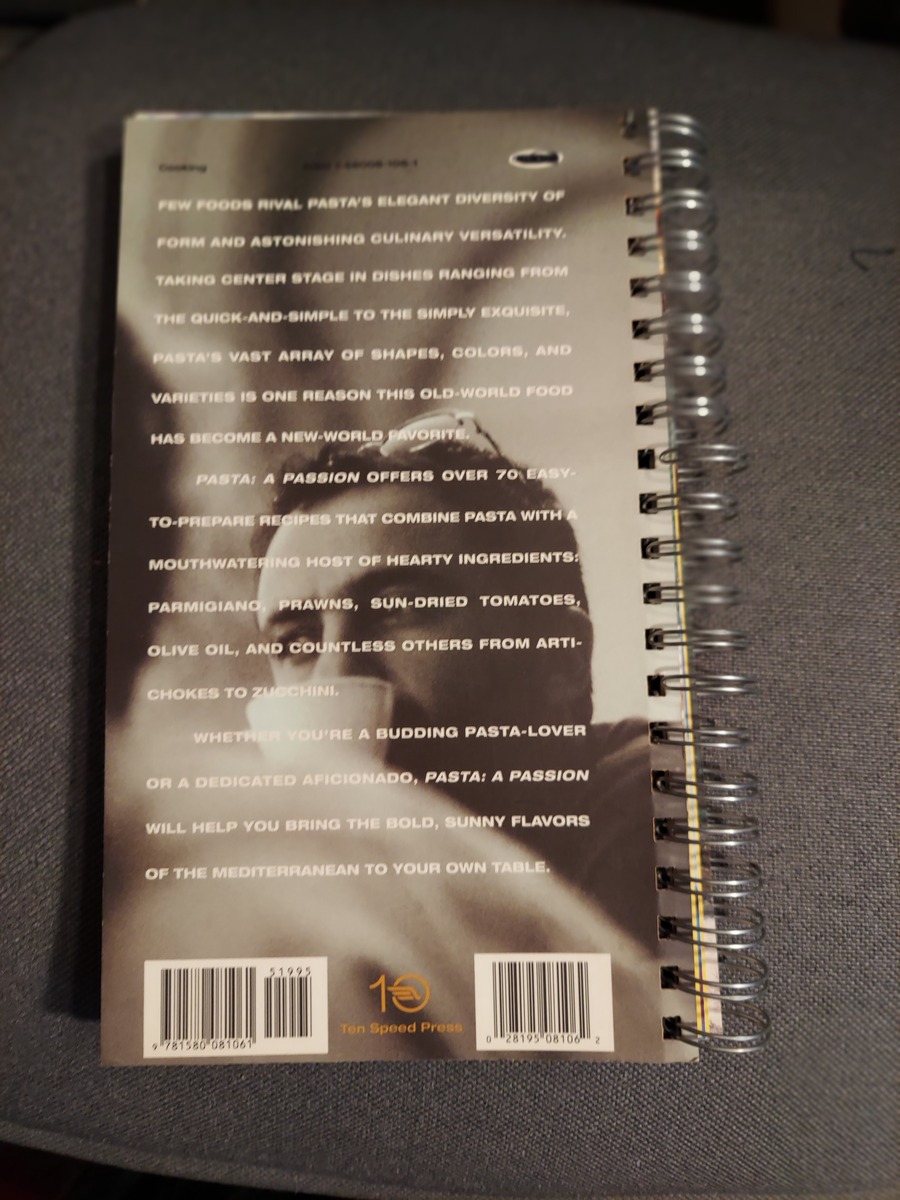 Cooking ISBN 1-58008-106-1
FEW FOODS RIVAL PASTA'S ELEGANT DIVERSITY OF
FORM AND ASTONISHING CULINARY VERSATILITY.
TAKING CENTER STAGE IN DISHES RANGING FROM
THE QUICK-AND-SIMPLE TO THE SIMPLY EXQUISITE,
PASTA'S VAST ARRAY OF SHAPES, COLORS, AND
VARIETIES IS ONE REASON THIS OLD-WORLD FOOD
HAS BECOME A NEW-WORLD FAVORITE.
PASTA: A PASSION OFFERS OVER 70 EASY-
TO-PREPARE RECIPES THAT COMBINE PASTA WITH A
MOUTHWATERING HOST OF HEARTY INGREDIENTS:
PARMIGIANO, PRAWNS, SUN-DRIED TOMATOES,
OLIVE OIL, AND COUNTLESS OTHERS FROM ARTI-
CHOKES TO ZUCCHINI.
WHETHER YOU'RE A BUDDING PASTA-LOVER
OR A DEDICATED AFICIONADO, PASTA: A PASSION
WILL HELP YOU BRING THE BOLD, SUNNY FLAVORS
OF THE MEDITERRANEAN TO YOUR OWN TABLE.
51995
9 781580 081061
10
Ten Speed Press
0 28195 08106 2